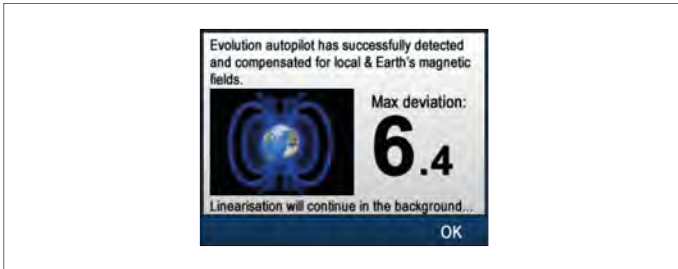 Evolution autopilot has successfully detected
and compensated for local & Earth's magnetic
fields.
Max deviation:
6.4
Linearisation will continue in the background...
OK